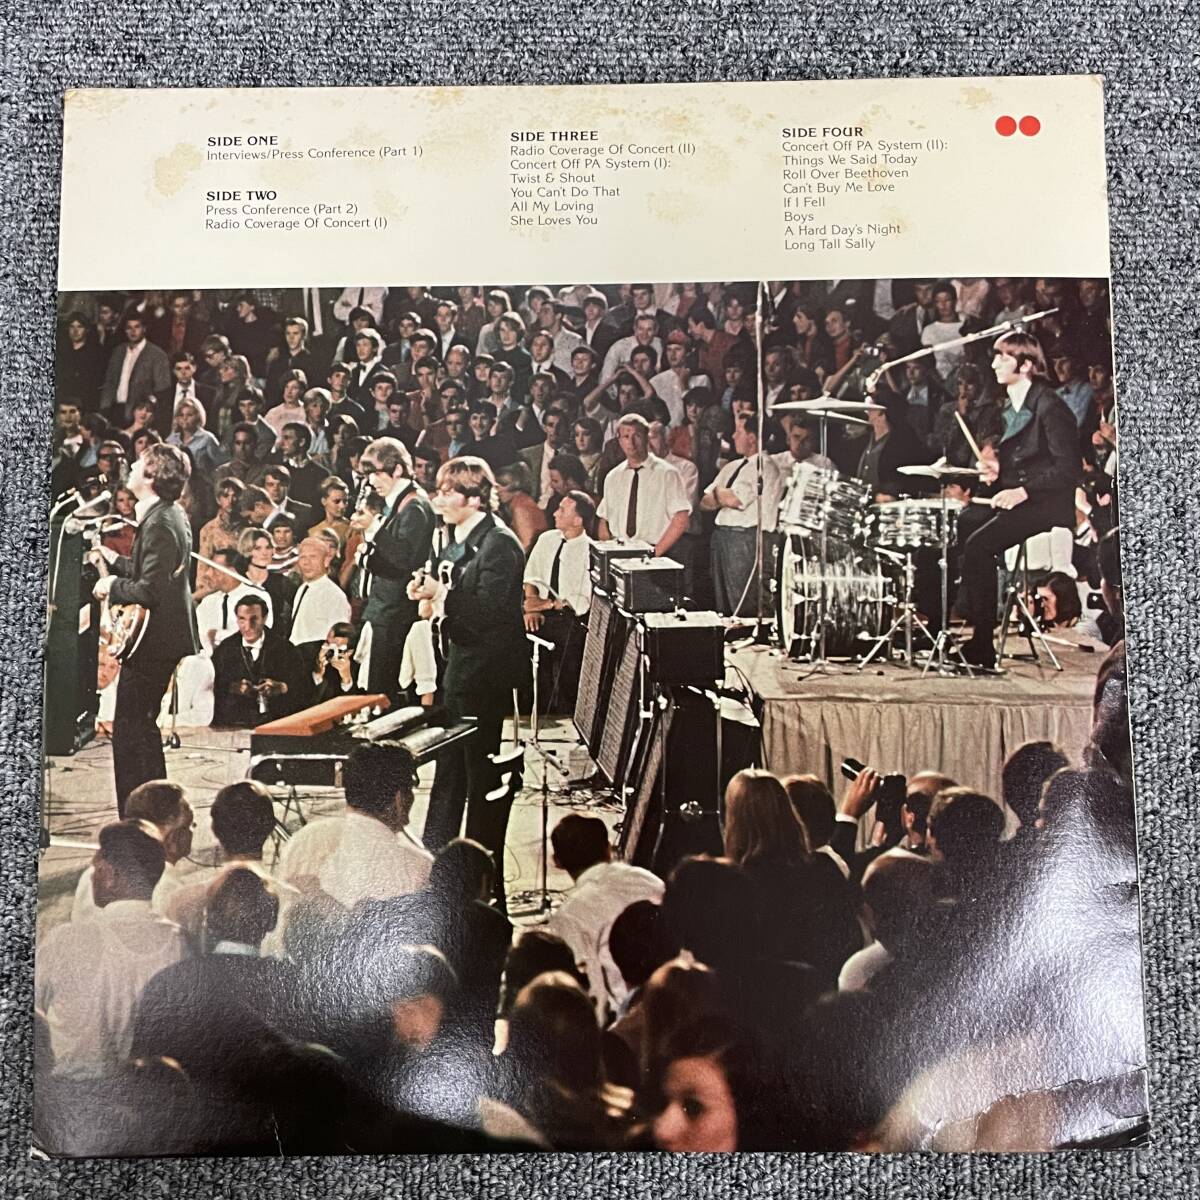 SIDE ONE
Interviews/Press Conference (Part 1)
SIDE TWO
Press Conference (Part 2)
Radio Coverage Of Concert (I)
SIDE THREE
Radio Coverage Of Concert (II)
Concert Off PA System (I):
Twist & Shout
You Can't Do That
All My Loving
She Loves You
SIDE FOUR
Concert Off PA System (II):
Things We Said Today
Roll Over Beethoven
Can't Buy Me Love
If I Fell
Boys
A Hard Day's Night
Long Tall Sally